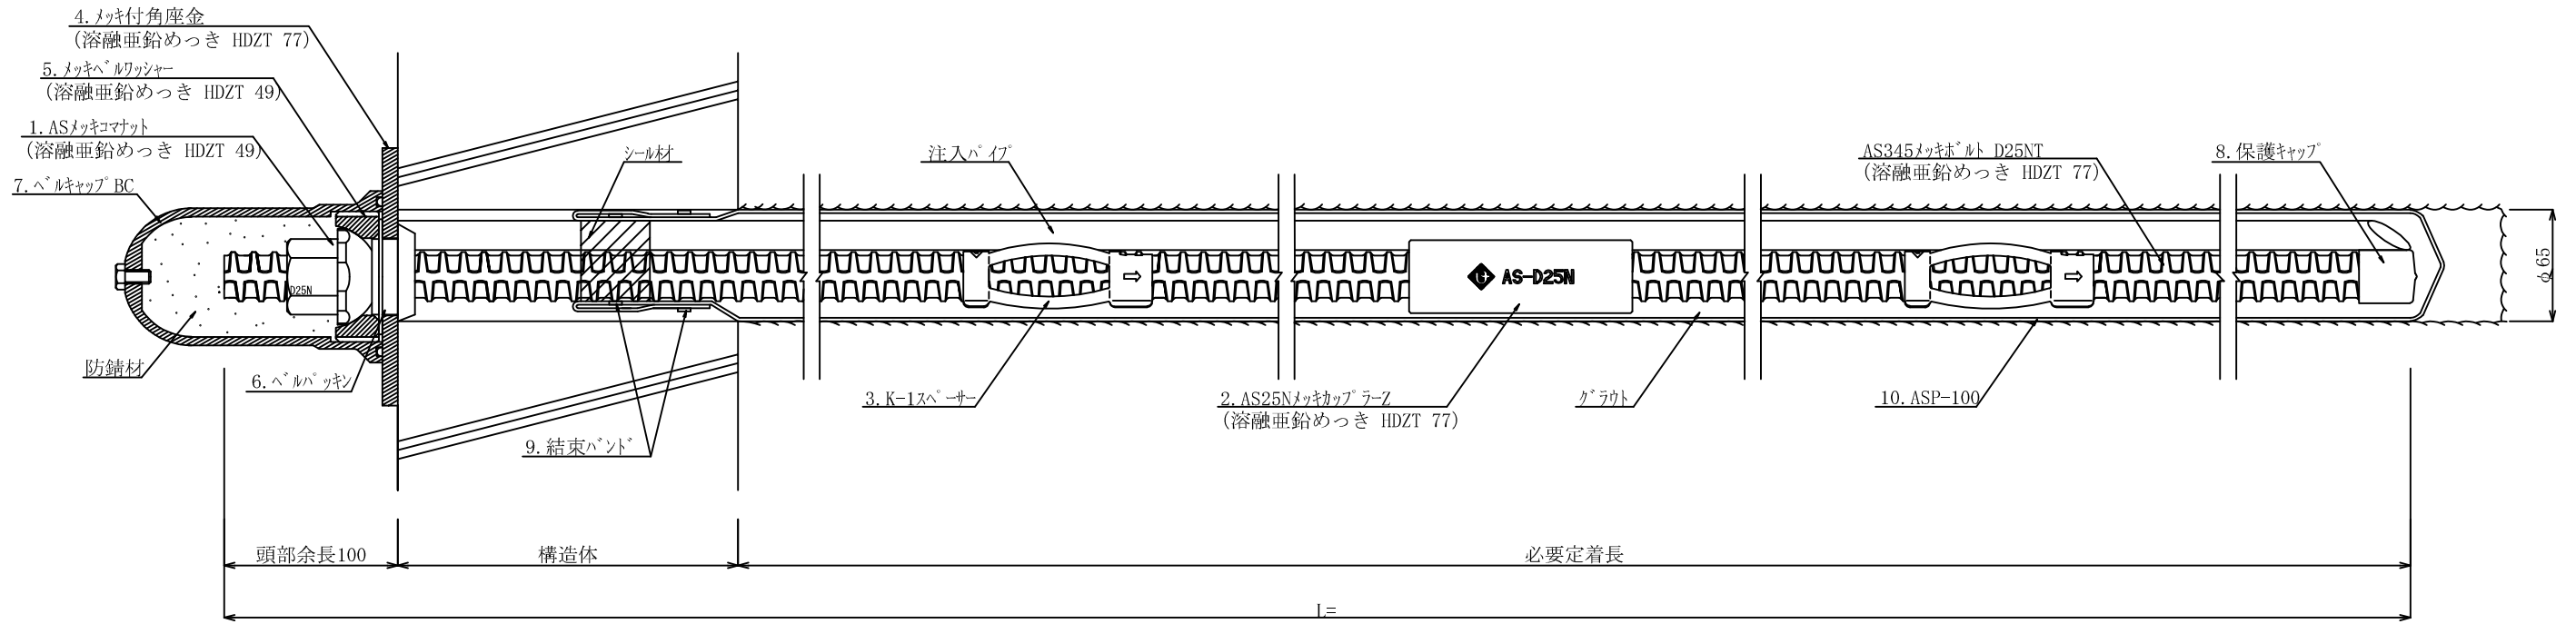 4.ﾒｯｷ付角座金
(溶融亜鉛めっき HDZT 77)
5.ﾒｯｷﾍﾞﾙﾜｯｼｬｰ
(溶融亜鉛めっき HDZT 49)
1.ASﾒｯｷｺﾏﾅｯﾄ
(溶融亜鉛めっき HDZT 49)
7.ﾍﾞﾙｷｬｯﾌﾟBC
ｼｰﾙ材
注入ﾊﾟｲﾌﾟ
AS345ﾒｯｷﾎﾞﾙﾄ D25NT
(溶融亜鉛めっき HDZT 77)
8.保護ｷｬｯﾌﾟ
D25N
AS-D25N
φ65
防錆材
6.ﾍﾞﾙﾊﾟｯｷﾝ
9.結束ﾊﾞﾝﾄﾞ
3.K-1ｽﾍﾟｰｻｰ
2.AS25NﾒｯｷｶｯﾌﾟﾗｰZ
(溶融亜鉛めっき HDZT 77)
ｸﾞﾗｳﾄ
10.ASP-100
頭部余長100
構造体
必要定着長
L=